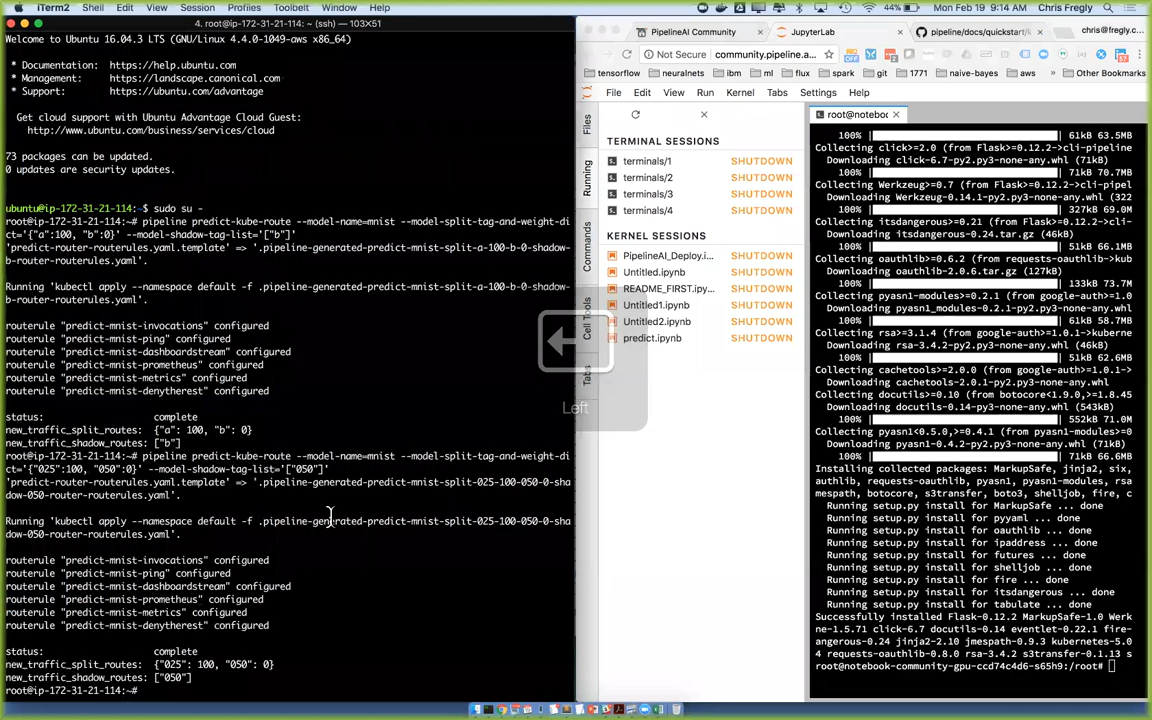 iTerm2 Shell Edit View Session Profiles Toolbelt Window Help 44% Mon Feb 19 9:14 AM Chris Fregly
4. root@ip-172-31-21-114: ~ (ssh) — 103×51
Welcome to Ubuntu 16.04.3 LTS (GNU/Linux 4.4.0-1049-aws x86_64)
* Documentation: https://help.ubuntu.com
* Management: https://landscape.canonical.com
* Support: https://ubuntu.com/advantage
Get cloud support with Ubuntu Advantage Cloud Guest:
http://www.ubuntu.com/business/services/cloud
73 packages can be updated.
0 updates are security updates.
ubuntu@ip-172-31-21-114:~$ sudo su -
root@ip-172-31-21-114:~# pipeline predict-kube-route --model-name=mnist --model-split-tag-and-weight-di
ct='{"a":100, "b":0}' --model-shadow-tag-list='["b"]'
'predict-router-routerules.yaml.template' => '.pipeline-generated-predict-mnist-split-a-100-b-0-shadow-
b-router-routerules.yaml'.
Running 'kubectl apply --namespace default -f .pipeline-generated-predict-mnist-split-a-100-b-0-shadow-
b-router-routerules.yaml'.
routerule "predict-mnist-invocations" configured
routerule "predict-mnist-ping" configured
routerule "predict-mnist-dashboardstream" configured
routerule "predict-mnist-prometheus" configured
routerule "predict-mnist-metrics" configured
routerule "predict-mnist-denytherest" configured
status: complete
new_traffic_split_routes: {"a": 100, "b": 0}
new_traffic_shadow_routes: ["b"]
root@ip-172-31-21-114:~# pipeline predict-kube-route --model-name=mnist --model-split-tag-and-weight-di
ct='{"025":100, "050":0}' --model-shadow-tag-list='["050"]'
'predict-router-routerules.yaml.template' => '.pipeline-generated-predict-mnist-split-025-100-050-0-sha
dow-050-router-routerules.yaml'.
Running 'kubectl apply --namespace default -f .pipeline-generated-predict-mnist-split-025-100-050-0-sha
dow-050-router-routerules.yaml'.
routerule "predict-mnist-invocations" configured
routerule "predict-mnist-ping" configured
routerule "predict-mnist-dashboardstream" configured
routerule "predict-mnist-prometheus" configured
routerule "predict-mnist-metrics" configured
routerule "predict-mnist-denytherest" configured
status: complete
new_traffic_split_routes: {"025": 100, "050": 0}
new_traffic_shadow_routes: ["050"]
root@ip-172-31-21-114:~#
Left
PipelineAI Community JupyterLab pipeline/docs/quickstart/k chris@fregly.c...
Not Secure community.pipeline.a...
tensorflow neuralnets ibm ml flux spark git 1771 naive-bayes aws » Other Bookmarks
File Edit View Run Kernel Tabs Settings Help
Files
Running
Commands
Cell Tools
Tabs
TERMINAL SESSIONS
terminals/1 SHUTDOWN
terminals/2 SHUTDOWN
terminals/3 SHUTDOWN
terminals/4 SHUTDOWN
KERNEL SESSIONS
PipelineAI_Deploy.i... SHUTDOWN
Untitled.ipynb SHUTDOWN
README_FIRST.ipy... SHUTDOWN
Untitled1.ipynb SHUTDOWN
Untitled2.ipynb SHUTDOWN
predict.ipynb SHUTDOWN
root@noteboo
100% | | 61kB 63.5MB
Collecting click>=2.0 (from Flask>=0.12.2->cli-pipeline
Downloading click-6.7-py2.py3-none-any.whl (71kB)
100% | | 71kB 70.7MB
Collecting Werkzeug>=0.7 (from Flask>=0.12.2->cli-pipel
Downloading Werkzeug-0.14.1-py2.py3-none-any.whl (322
100% | | 327kB 69.0M
Collecting itsdangerous>=0.21 (from Flask>=0.12.2->cli-
Downloading itsdangerous-0.24.tar.gz (46kB)
100% | | 51kB 66.1MB
Collecting oauthlib>=0.6.2 (from requests-oauthlib->kub
Downloading oauthlib-2.0.6.tar.gz (127kB)
100% | | 133kB 73.7M
Collecting pyasn1-modules>=0.2.1 (from google-auth>=1.0
Downloading pyasn1_modules-0.2.1-py2.py3-none-any.whl
100% | | 61kB 58.7MB
Collecting rsa>=3.1.4 (from google-auth>=1.0.1->kuberne
Downloading rsa-3.4.2-py2.py3-none-any.whl (46kB)
100% | | 51kB 62.6MB
Collecting cachetools>=2.0.0 (from google-auth>=1.0.1->
Downloading cachetools-2.0.1-py2.py3-none-any.whl
Collecting docutils>=0.10 (from botocore<1.9.0,>=1.8.45
Downloading docutils-0.14-py3-none-any.whl (543kB)
100% | | 552kB 71.0M
Collecting pyasn1<0.5.0,>=0.4.1 (from pyasn1-modules>=0
Downloading pyasn1-0.4.2-py2.py3-none-any.whl (71kB)
100% | | 71kB 66.6MB
Installing collected packages: MarkupSafe, jinja2, six,
authlib, requests-oauthlib, pyasn1, pyasn1-modules, rsa
mespath, botocore, s3transfer, boto3, shelljob, fire, c
Running setup.py install for MarkupSafe ... done
Running setup.py install for pyyaml ... done
Running setup.py install for oauthlib ... done
Running setup.py install for ipaddress ... done
Running setup.py install for futures ... done
Running setup.py install for shelljob ... done
Running setup.py install for fire ... done
Running setup.py install for itsdangerous ... done
Running setup.py install for tabulate ... done
Successfully installed Flask-0.12.2 MarkupSafe-1.0 Werk
ne-1.5.71 click-6.7 docutils-0.14 eventlet-0.22.1 fire-
angerous-0.24 jinja2-2.10 jmespath-0.9.3 kubernetes-5.0
4 requests-oauthlib-0.8.0 rsa-3.4.2 s3transfer-0.1.13 s
root@notebook-community-gpu-ccd74c4d6-s65h9:/root#